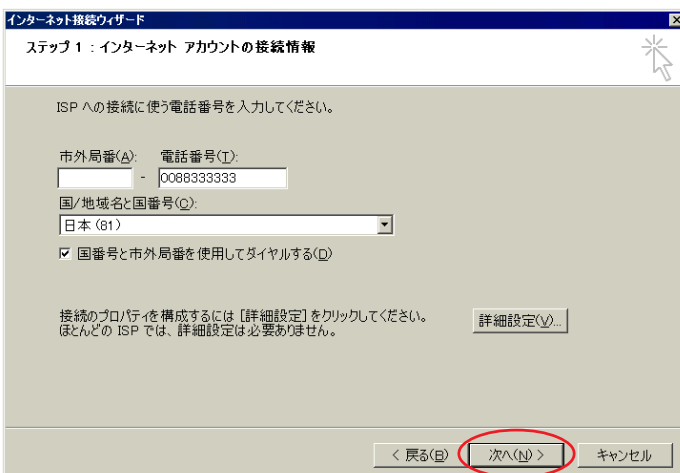 インターネット接続ウィザード
ステップ 1 : インターネット アカウントの接続情報
ISP への接続に使う電話番号を入力してください。
市外局番(A): 電話番号(T):
- 0088333333
国/地域名と国番号(C):
日本 (81)
国番号と市外局番を使用してダイヤルする(D)
接続のプロパティを構成するには [詳細設定] をクリックしてください。
ほとんどの ISP では、詳細設定は必要ありません。
詳細設定(V)...
< 戻る(B) 次へ(N) > キャンセル